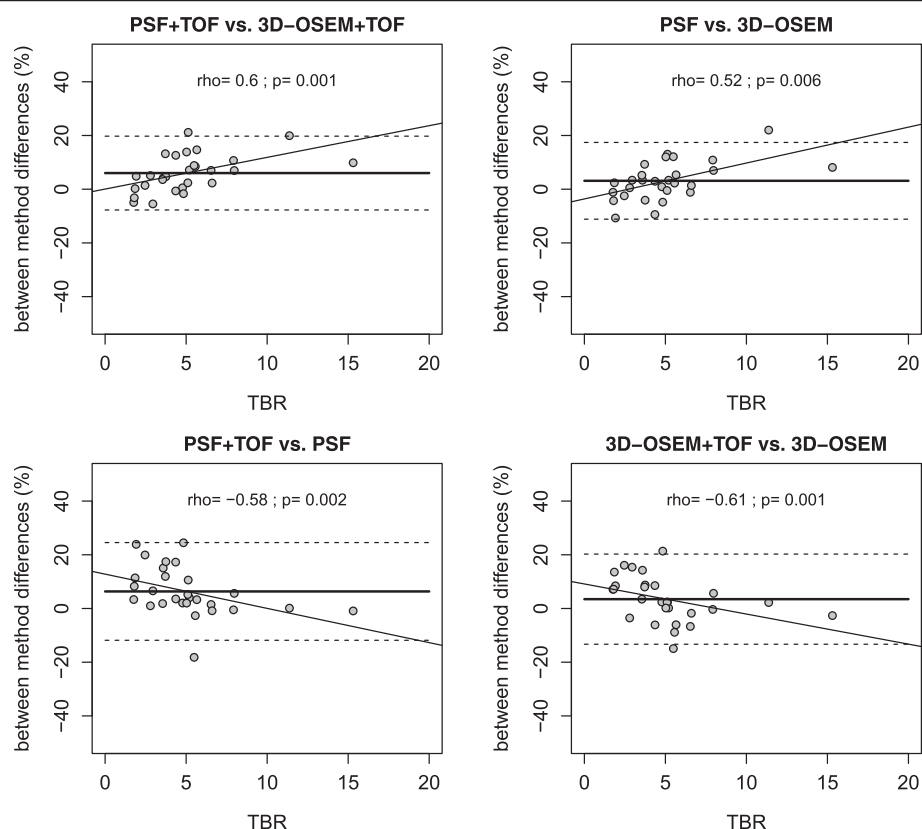 PSF+TOF vs. 3D−OSEM+TOF
between method differences (%)
40
20
0
−20
−40
rho= 0.6 ; p= 0.001
0 5 10 15 20
TBR
PSF vs. 3D−OSEM
between method differences (%)
40
20
0
−20
−40
rho= 0.52 ; p= 0.006
0 5 10 15 20
TBR
PSF+TOF vs. PSF
between method differences (%)
40
20
0
−20
−40
rho= −0.58 ; p= 0.002
0 5 10 15 20
TBR
3D−OSEM+TOF vs. 3D−OSEM
between method differences (%)
40
20
0
−20
−40
rho= −0.61 ; p= 0.001
0 5 10 15 20
TBR